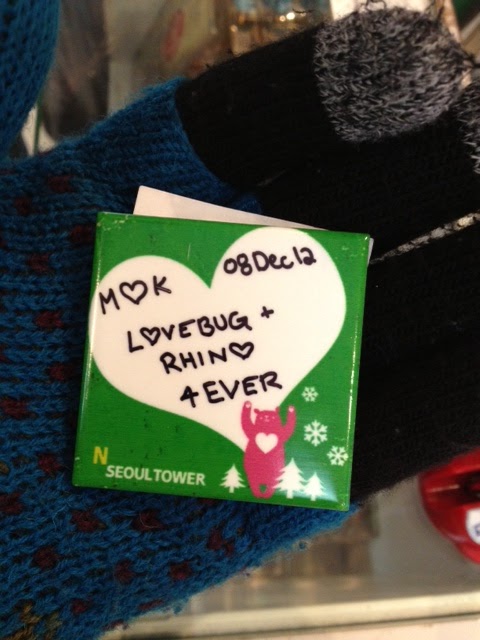 08Dec12
M♡K
L♡VEBUG +
RHIN♡
4EVER
N
SEOULTOWER